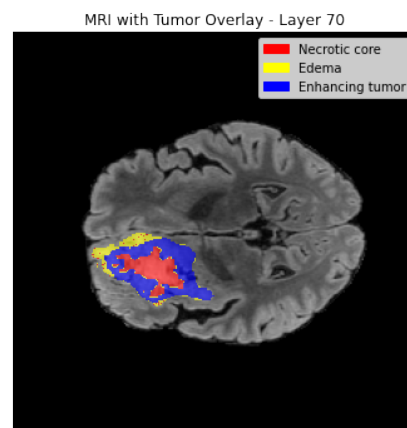 MRI with Tumor Overlay - Layer 70
Necrotic core
Edema
Enhancing tumor